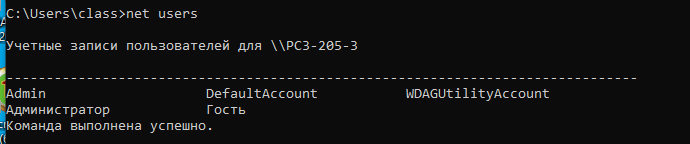 C:\Users\class>net users
Учетные записи пользователей для \\PC3-205-3
-------------------------------------------------------------------------------
Admin DefaultAccount WDAGUtilityAccount
Администратор Гость
Команда выполнена успешно.